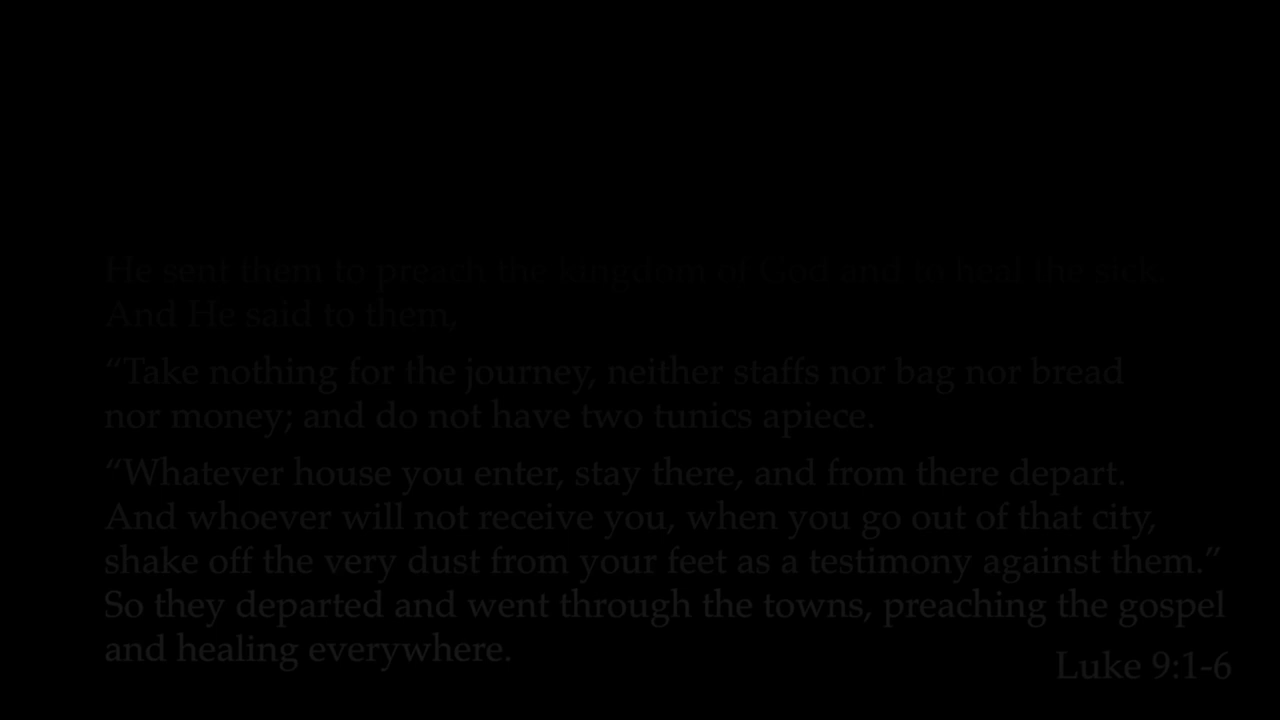 He sent them to preach the kingdom of God and to heal the sick.
And He said to them,
“Take nothing for the journey, neither staffs nor bag nor bread
nor money; and do not have two tunics apiece.
“Whatever house you enter, stay there, and from there depart.
And whoever will not receive you, when you go out of that city,
shake off the very dust from your feet as a testimony against them.”
So they departed and went through the towns, preaching the gospel
and healing everywhere.
Luke 9:1-6